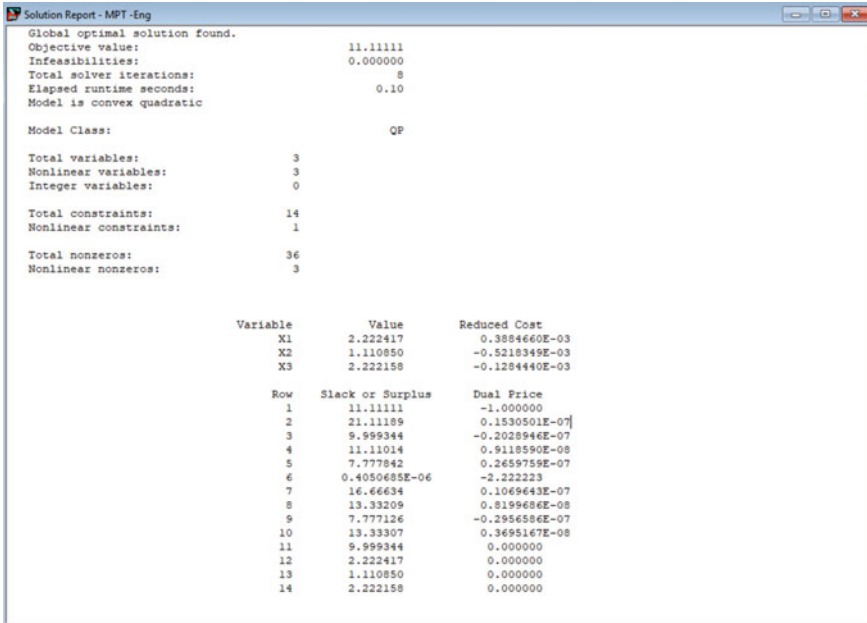 Solution Report - MPT -Eng
Global optimal solution found.
Objective value: 11.11111
Infeasibilities: 0.000000
Total solver iterations: 8
Elapsed runtime seconds: 0.10
Model is convex quadratic
Model Class: QP
Total variables: 3
Nonlinear variables: 3
Integer variables: 0
Total constraints: 14
Nonlinear constraints: 1
Total nonzeros: 36
Nonlinear nonzeros: 3
Variable Value Reduced Cost
X1 2.222417 0.3884660E-03
X2 1.110850 -0.5218349E-03
X3 2.222158 -0.1284440E-03
Row Slack or Surplus Dual Price
1 11.11111 -1.000000
2 21.11189 0.1530501E-07
3 9.999344 -0.2028946E-07
4 11.11014 0.9118590E-08
5 7.777842 0.2659759E-07
6 0.4050685E-06 -2.222223
7 16.66634 0.1069643E-07
8 13.33209 0.8199686E-08
9 7.777126 -0.2956586E-07
10 13.33307 0.3695167E-08
11 9.999344 0.000000
12 2.222417 0.000000
13 1.110850 0.000000
14 2.222158 0.000000